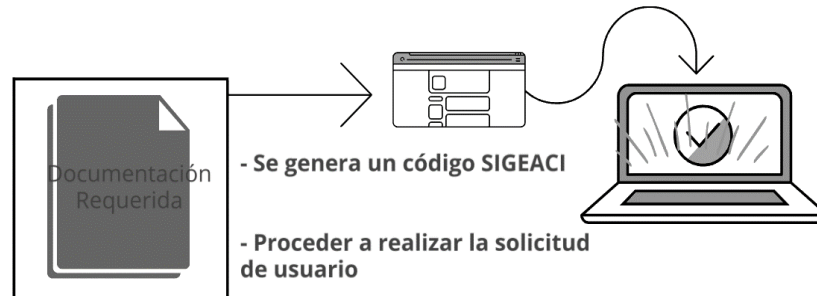 Documentación
Requerida
- Se genera un código SIGEACI
- Proceder a realizar la solicitud
de usuario